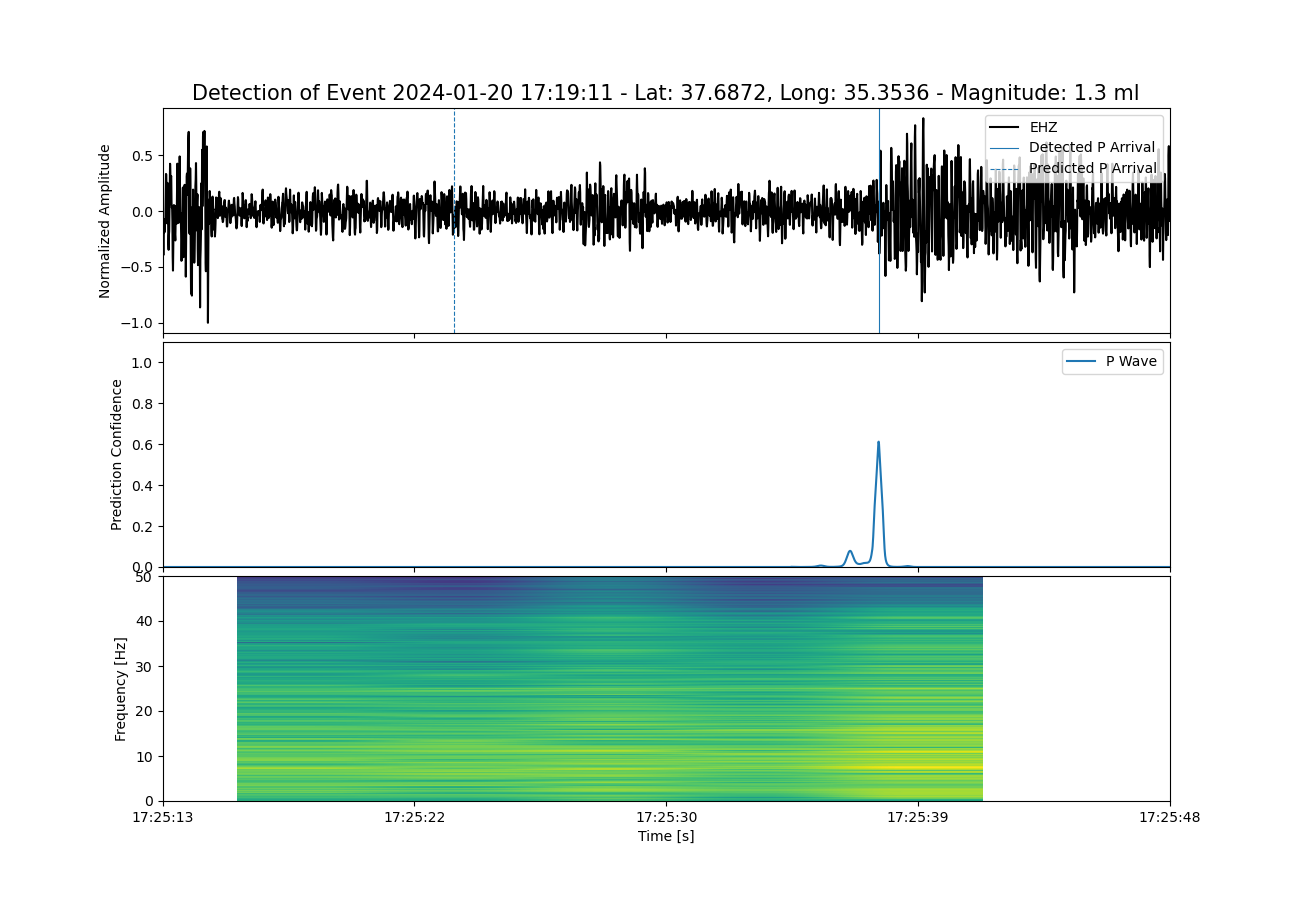 Detection of Event 2024-01-20 17:19:11 - Lat: 37.6872, Long: 35.3536 - Magnitude: 1.3 ml
Normalized Amplitude
0.5
0.0
−0.5
−1.0
EHZ
Detected P Arrival
Predicted P Arrival
Prediction Confidence
1.0
0.8
0.6
0.4
0.2
0.0
P Wave
Frequency [Hz]
50
40
30
20
10
0
17:25:13
17:25:22
17:25:30
17:25:39
17:25:48
Time [s]